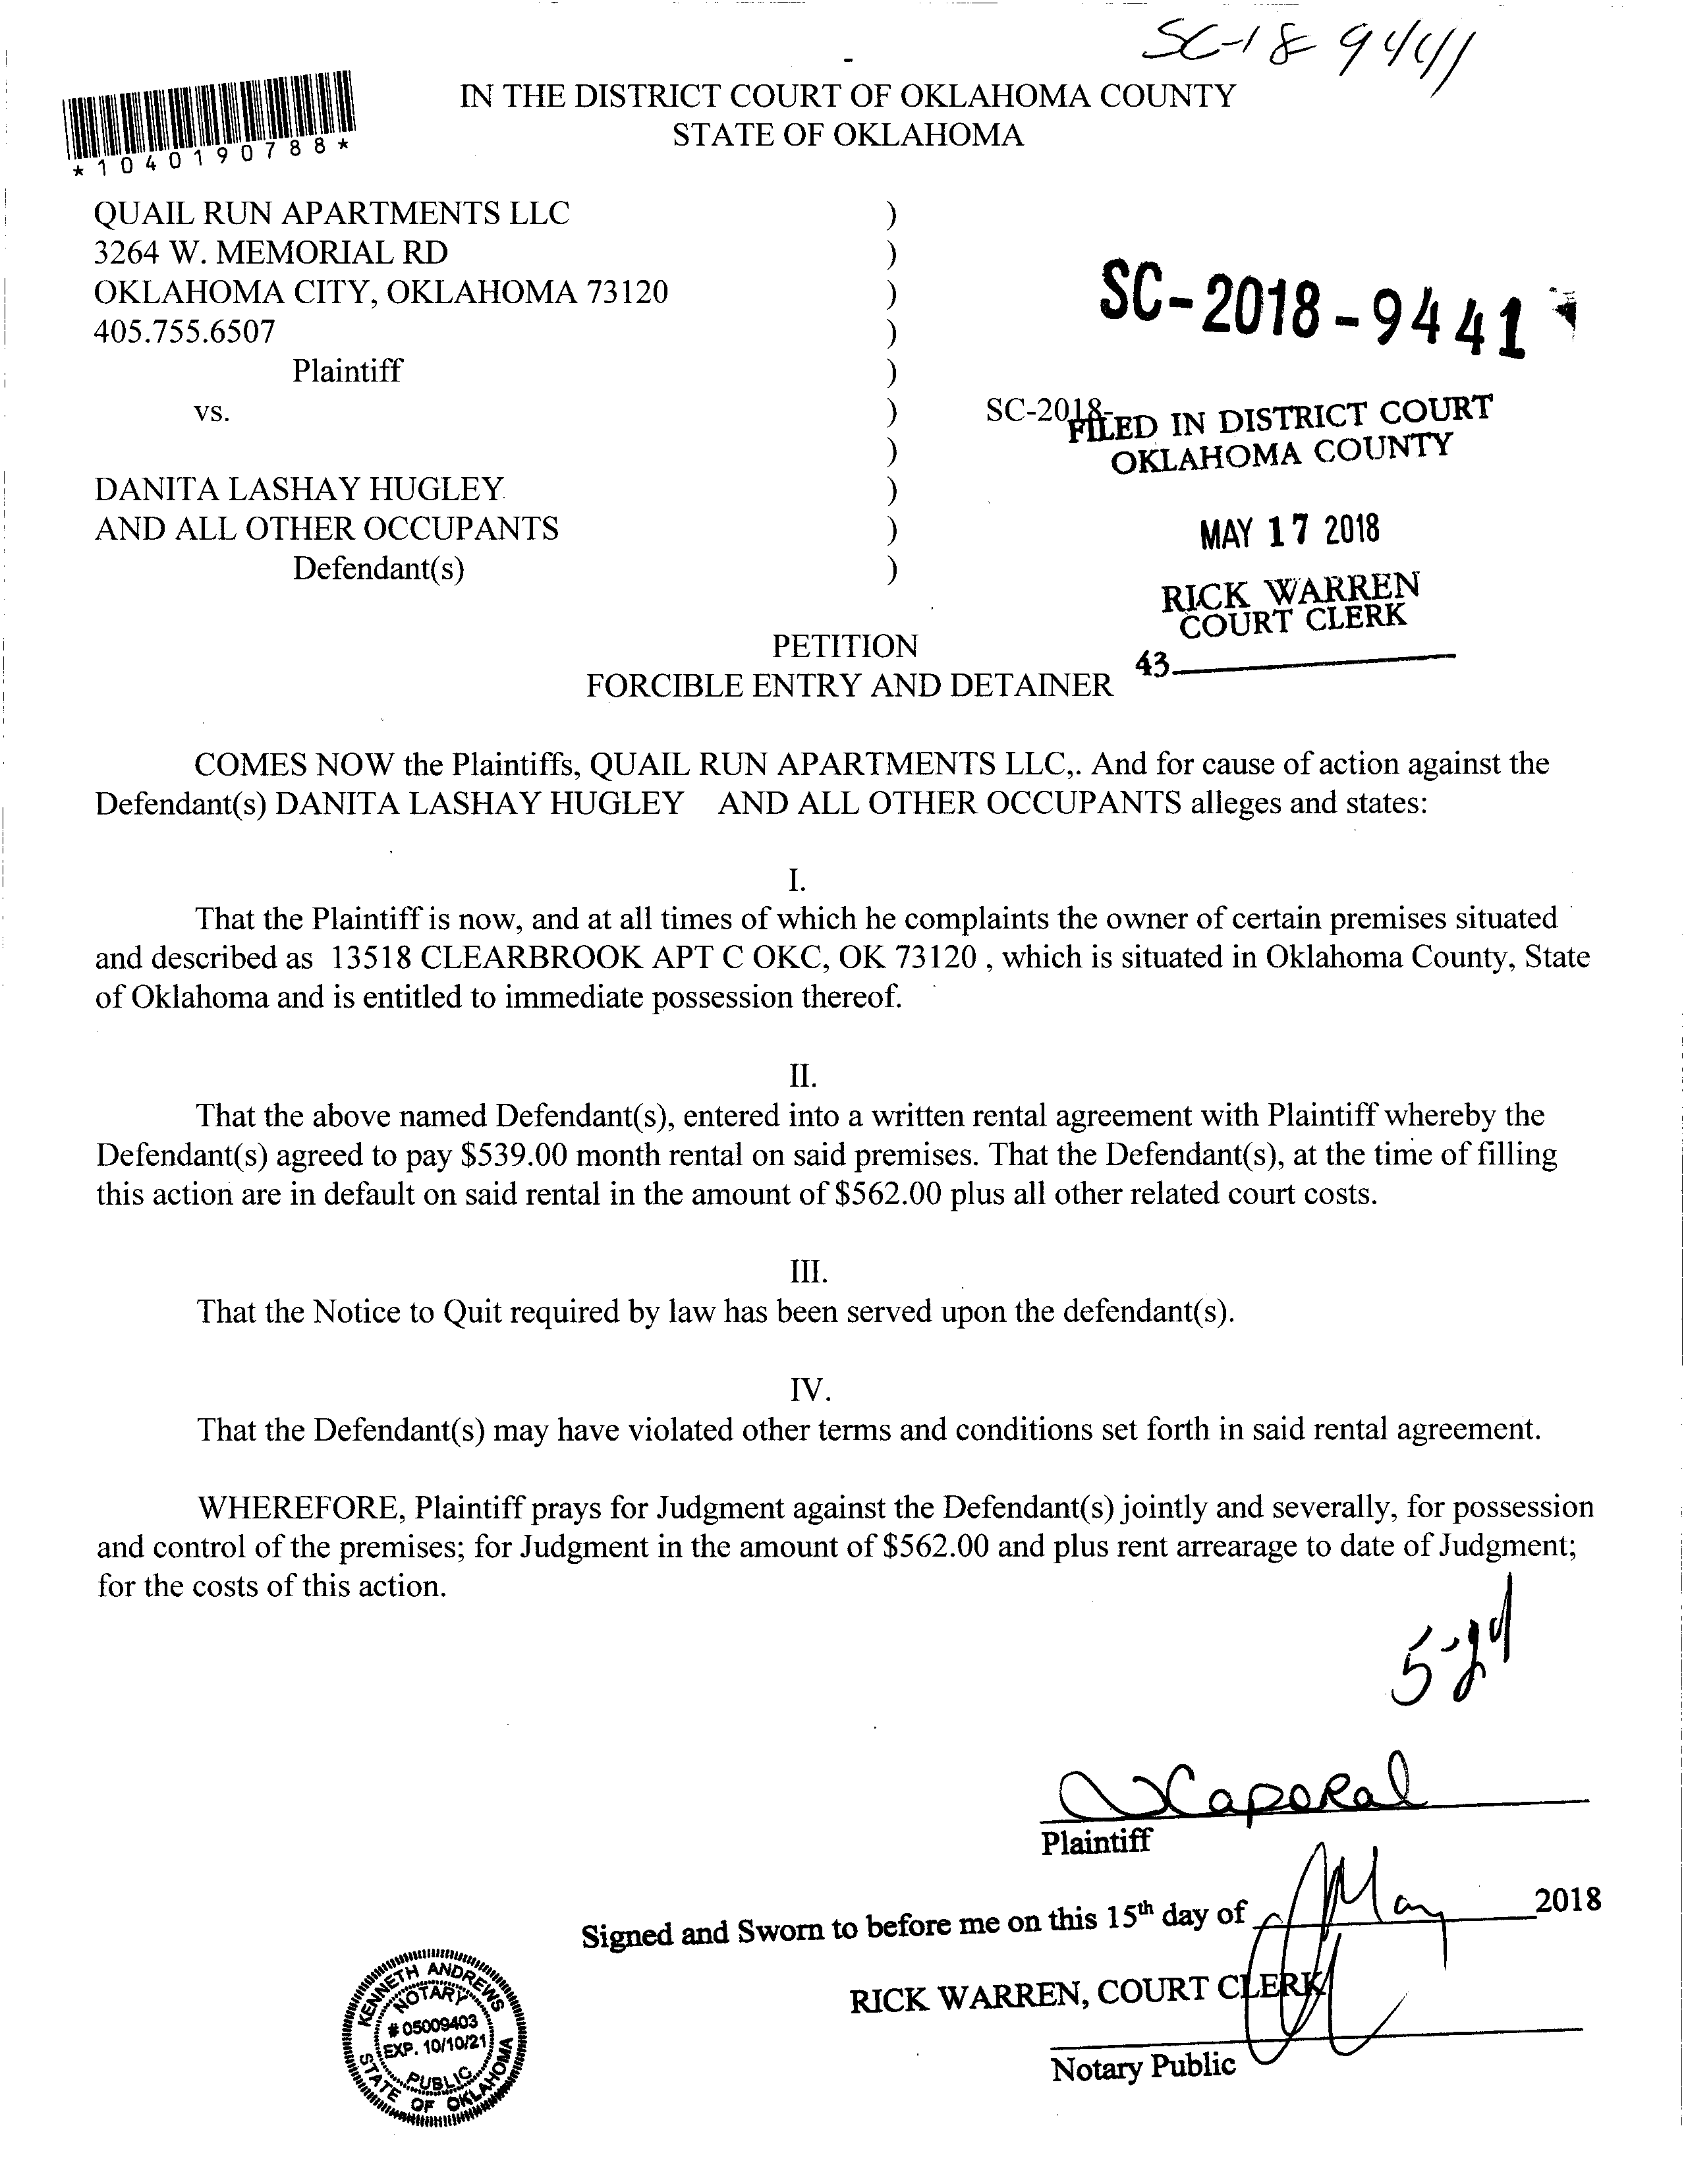 SC-18 9441
*1040190788*
IN THE DISTRICT COURT OF OKLAHOMA COUNTY
STATE OF OKLAHOMA
QUAIL RUN APARTMENTS LLC )
3264 W. MEMORIAL RD )
OKLAHOMA CITY, OKLAHOMA 73120 )
405.755.6507 )
Plaintiff )
vs. )
)
DANITA LASHAY HUGLEY )
AND ALL OTHER OCCUPANTS )
Defendant(s) )
SC-2018-9441
SC-2018-
FILED IN DISTRICT COURT
OKLAHOMA COUNTY
MAY 17 2018
RICK WARREN
COURT CLERK
43
PETITION
FORCIBLE ENTRY AND DETAINER
COMES NOW the Plaintiffs, QUAIL RUN APARTMENTS LLC,. And for cause of action against the
Defendant(s) DANITA LASHAY HUGLEY AND ALL OTHER OCCUPANTS alleges and states:
I.
That the Plaintiff is now, and at all times of which he complaints the owner of certain premises situated
and described as 13518 CLEARBROOK APT C OKC, OK 73120 , which is situated in Oklahoma County, State
of Oklahoma and is entitled to immediate possession thereof.
II.
That the above named Defendant(s), entered into a written rental agreement with Plaintiff whereby the
Defendant(s) agreed to pay $539.00 month rental on said premises. That the Defendant(s), at the time of filling
this action are in default on said rental in the amount of $562.00 plus all other related court costs.
III.
That the Notice to Quit required by law has been served upon the defendant(s).
IV.
That the Defendant(s) may have violated other terms and conditions set forth in said rental agreement.
WHEREFORE, Plaintiff prays for Judgment against the Defendant(s) jointly and severally, for possession
and control of the premises; for Judgment in the amount of $562.00 and plus rent arrearage to date of Judgment;
for the costs of this action.
5-24
Caporal
Plaintiff
Signed and Sworn to before me on this 15th day of May 2018
RICK WARREN, COURT CLERK
Notary Public
KENNETH ANDREWS
NOTARY
# 05009403
EXP. 10/10/21
PUBLIC
STATE OF OKLAHOMA